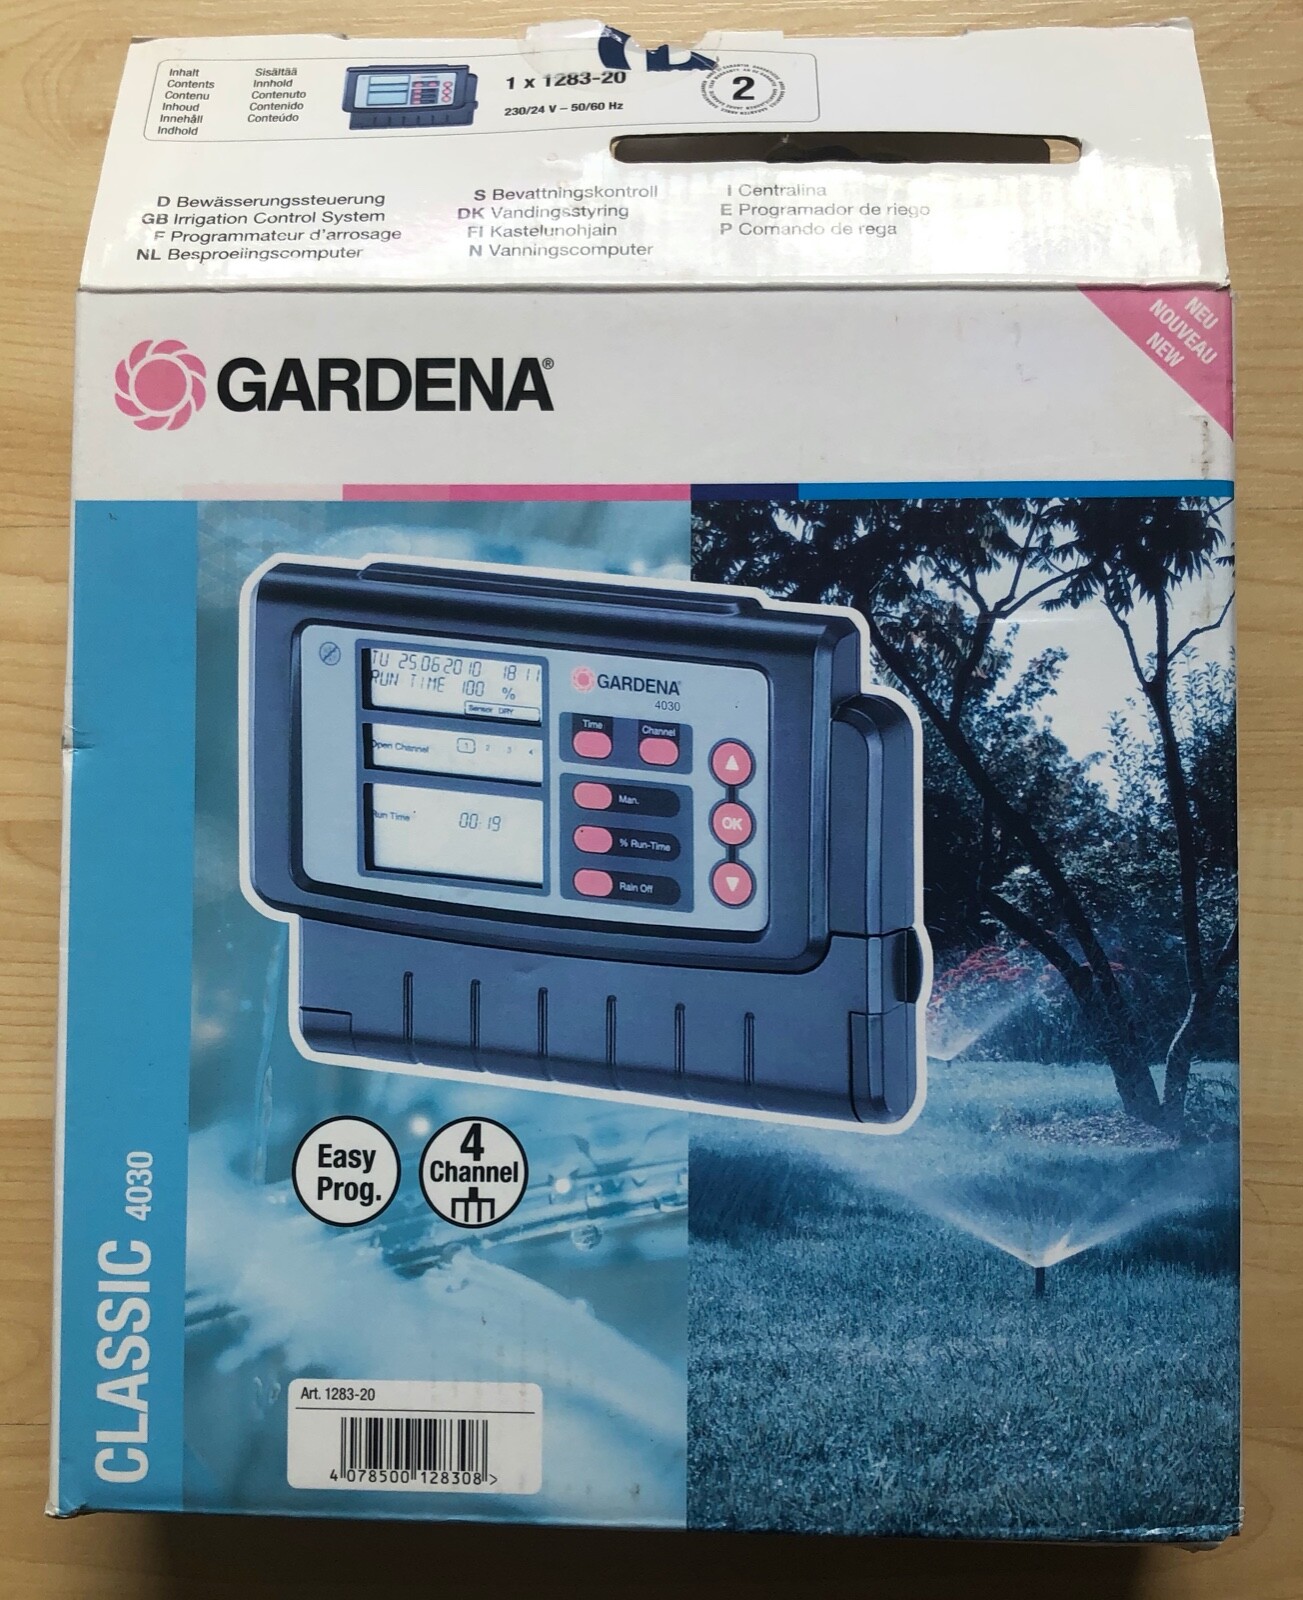 Inhalt
Contents
Contenu
Inhoud
Innehåll
Indhold
Sisältää
Innhold
Contenuto
Contenido
Conteúdo
1 x 1283-20
230/24 V – 50/60 Hz
2
D Bewässerungssteuerung
GB Irrigation Control System
F Programmateur d'arrosage
NL Besproeiingscomputer
S Bevattningskontroll
DK Vandingsstyring
FI Kastelunohjain
N Vanningscomputer
I Centralina
E Programador de riego
P Comando de rega
NEU
NOUVEAU
NEW
GARDENA®
TU 25.06.2010 18 11
RUN TIME 100 %
Sensor DRY
Open Channel 1 2 3 4
Run Time 00:19
GARDENA
4030
Time
Channel
Man.
% Run-Time
Rain Off
OK
Easy
Prog.
4
Channel
CLASSIC 4030
Art. 1283-20
4 078500 128308 >